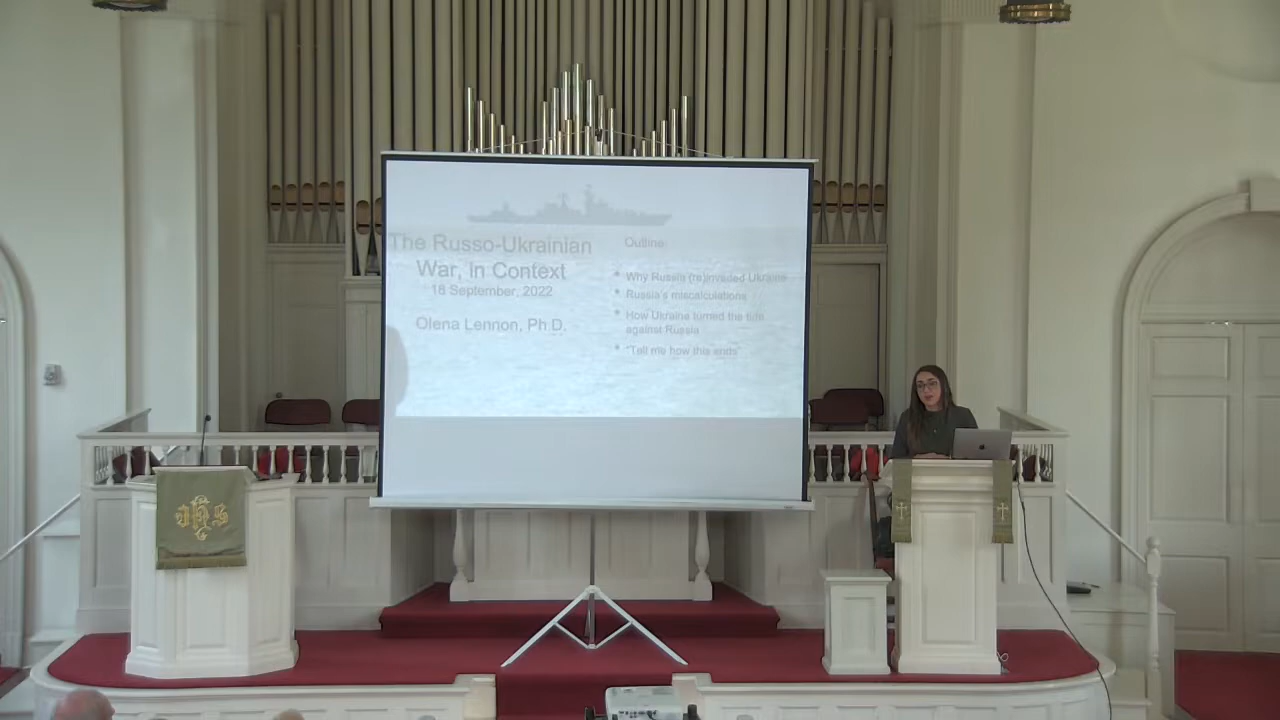 The Russo-Ukrainian
War, In Context
18 September, 2022
Olena Lennon, Ph.D.
Outline:
• Why Russia (re)invaded Ukraine
• Russia's miscalculations
• How Ukraine turned the tide
against Russia
• "Tell me how this ends"
IHS